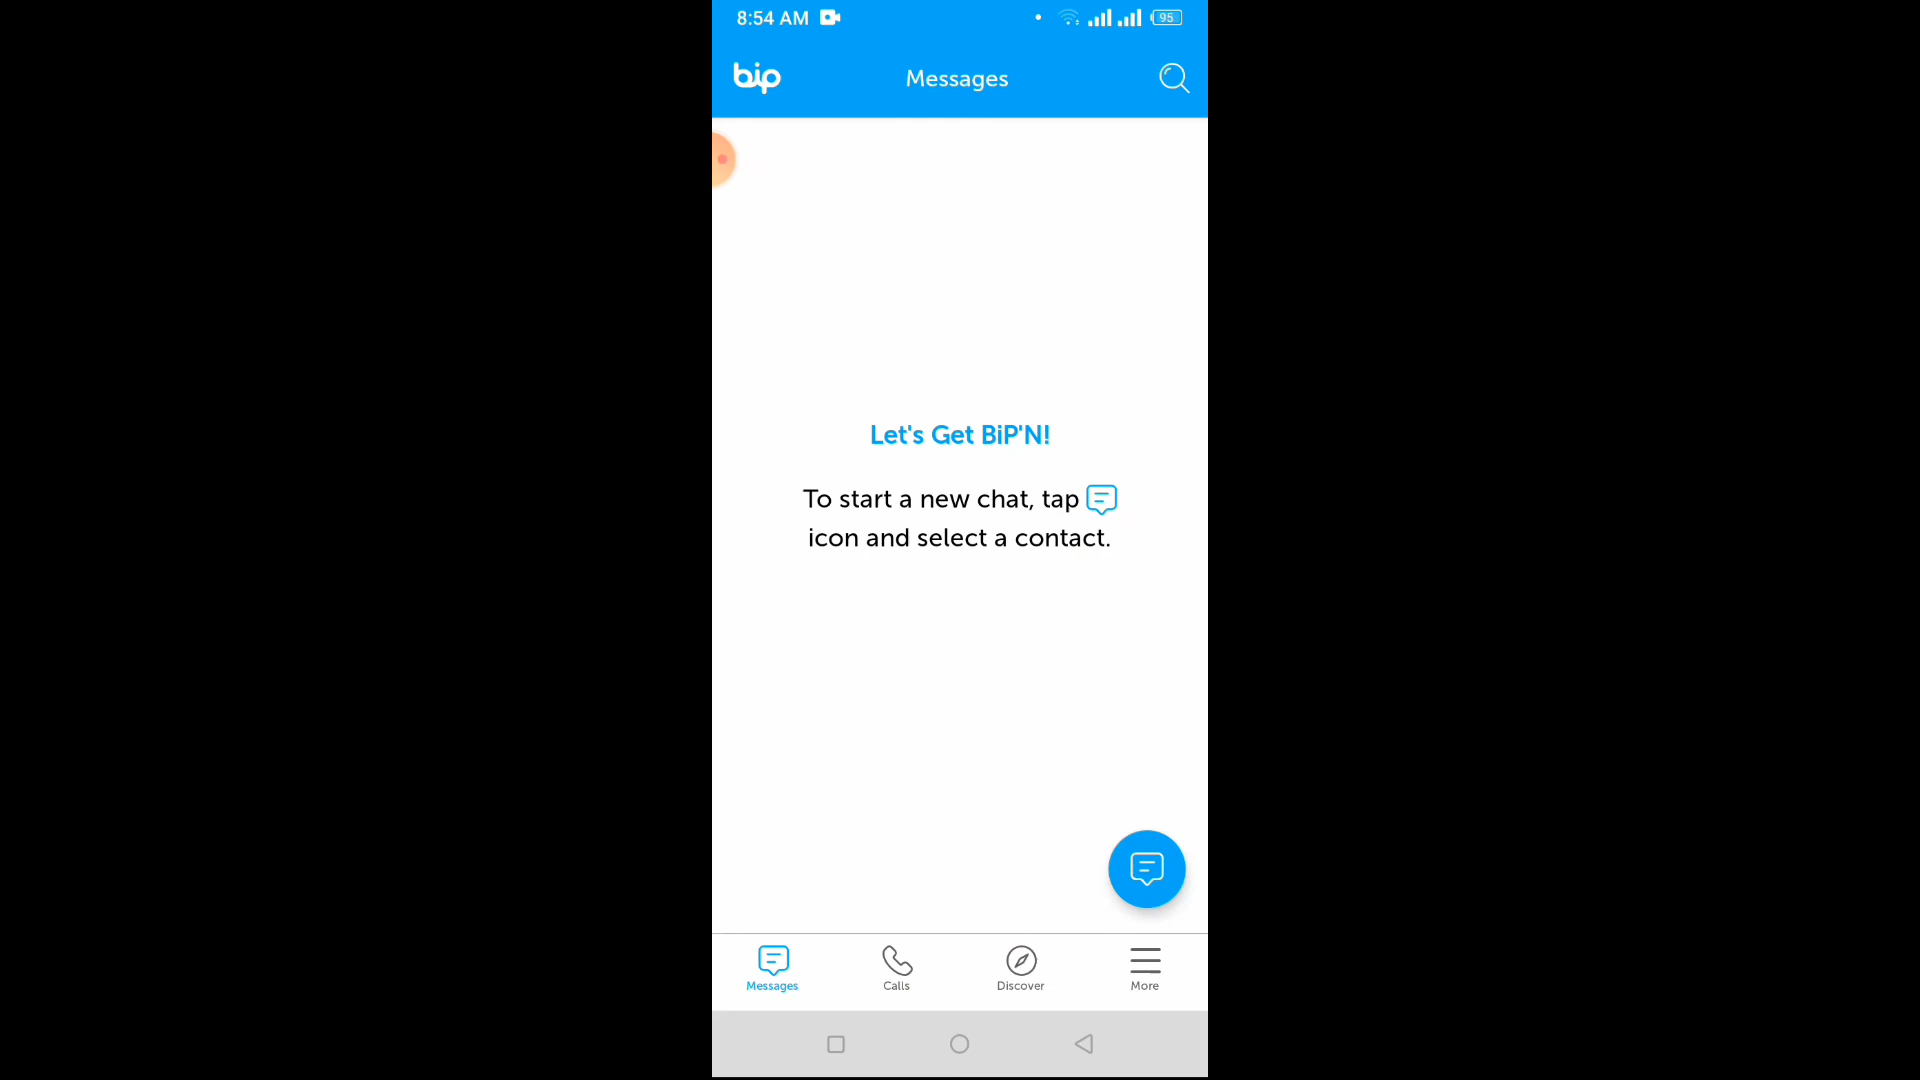 8:54 AM
95
bip
Messages
Let's Get BiP'N!
To start a new chat, tap
icon and select a contact.
Messages
Calls
Discover
More